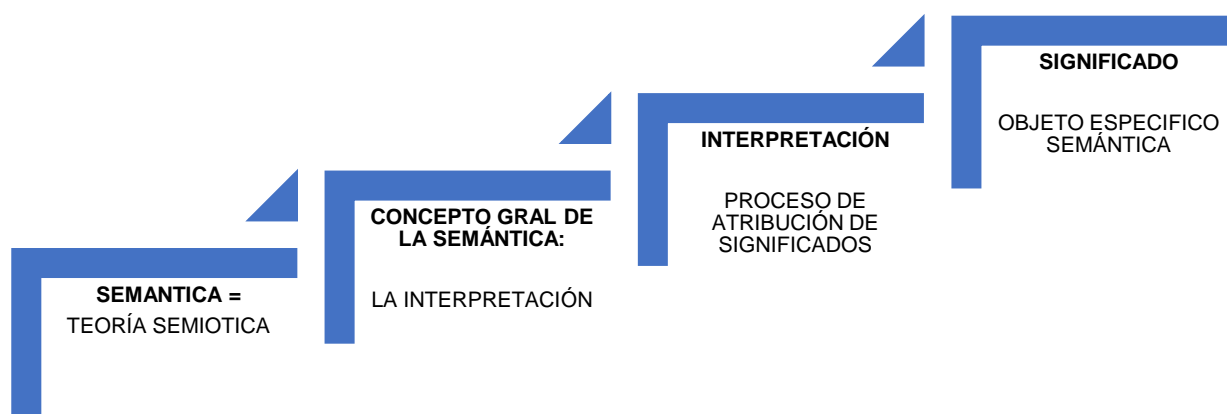 SEMANTICA =
TEORÍA SEMIOTICA
CONCEPTO GRAL DE
LA SEMÁNTICA:
LA INTERPRETACIÓN
INTERPRETACIÓN
PROCESO DE
ATRIBUCIÓN DE
SIGNIFICADOS
SIGNIFICADO
OBJETO ESPECIFICO
SEMÁNTICA